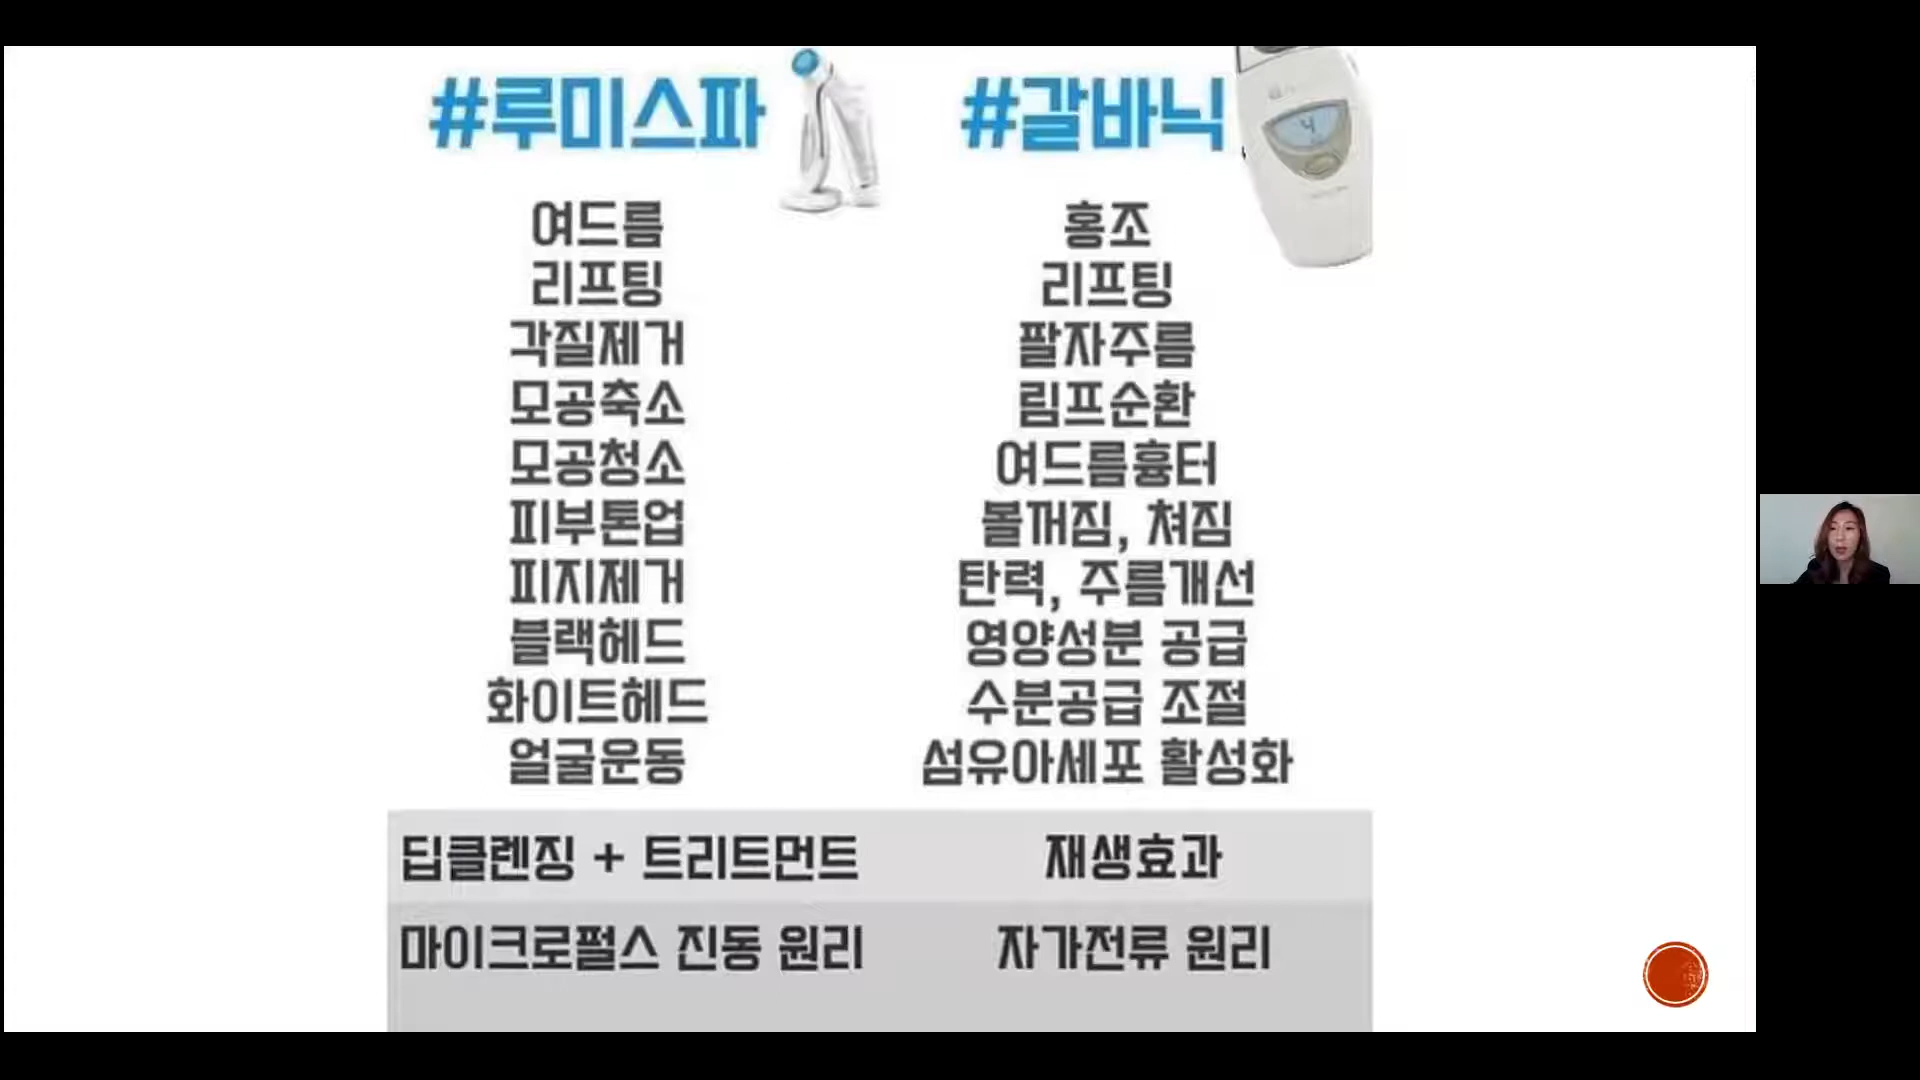 #루미스파
여드름
리프팅
각질제거
모공축소
모공청소
피부톤업
피지제거
블랙헤드
화이트헤드
얼굴운동
딥클렌징 + 트리트먼트
마이크로펄스 진동 원리
#갈바닉
4
홍조
리프팅
팔자주름
림프순환
여드름흉터
볼꺼짐, 쳐짐
탄력, 주름개선
영양성분 공급
수분공급 조절
섬유아세포 활성화
재생효과
자가전류 원리